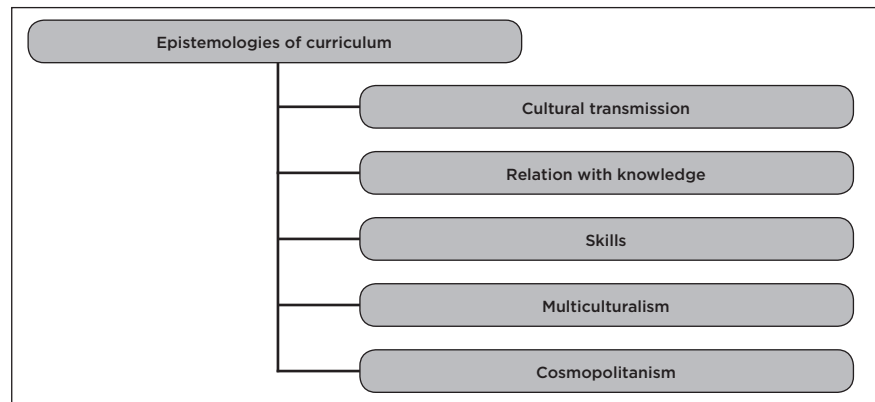 Epistemologies of curriculum
Cultural transmission
Relation with knowledge
Skills
Multiculturalism
Cosmopolitanism